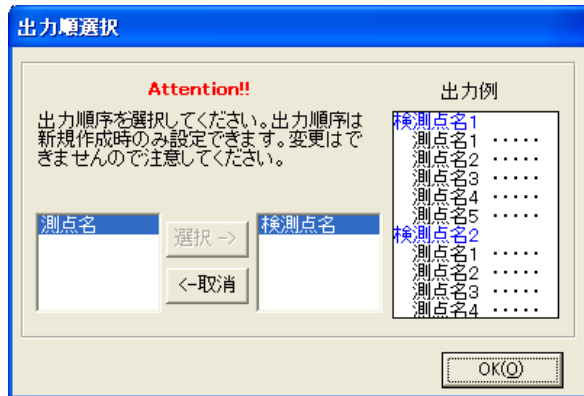 出力順選択
Attention!!
出力順序を選択してください。出力順序は
新規作成時のみ設定できます。変更はで
きませんので注意してください。
測点名
選択 ->
<-取消
検測点名
出力例
検測点名1
測点名1 ・・・・・
測点名2 ・・・・・
測点名3 ・・・・・
測点名4 ・・・・・
測点名5 ・・・・・
検測点名2
測点名1 ・・・・・
測点名2 ・・・・・
測点名3 ・・・・・
測点名4 ・・・・・
OK(O)